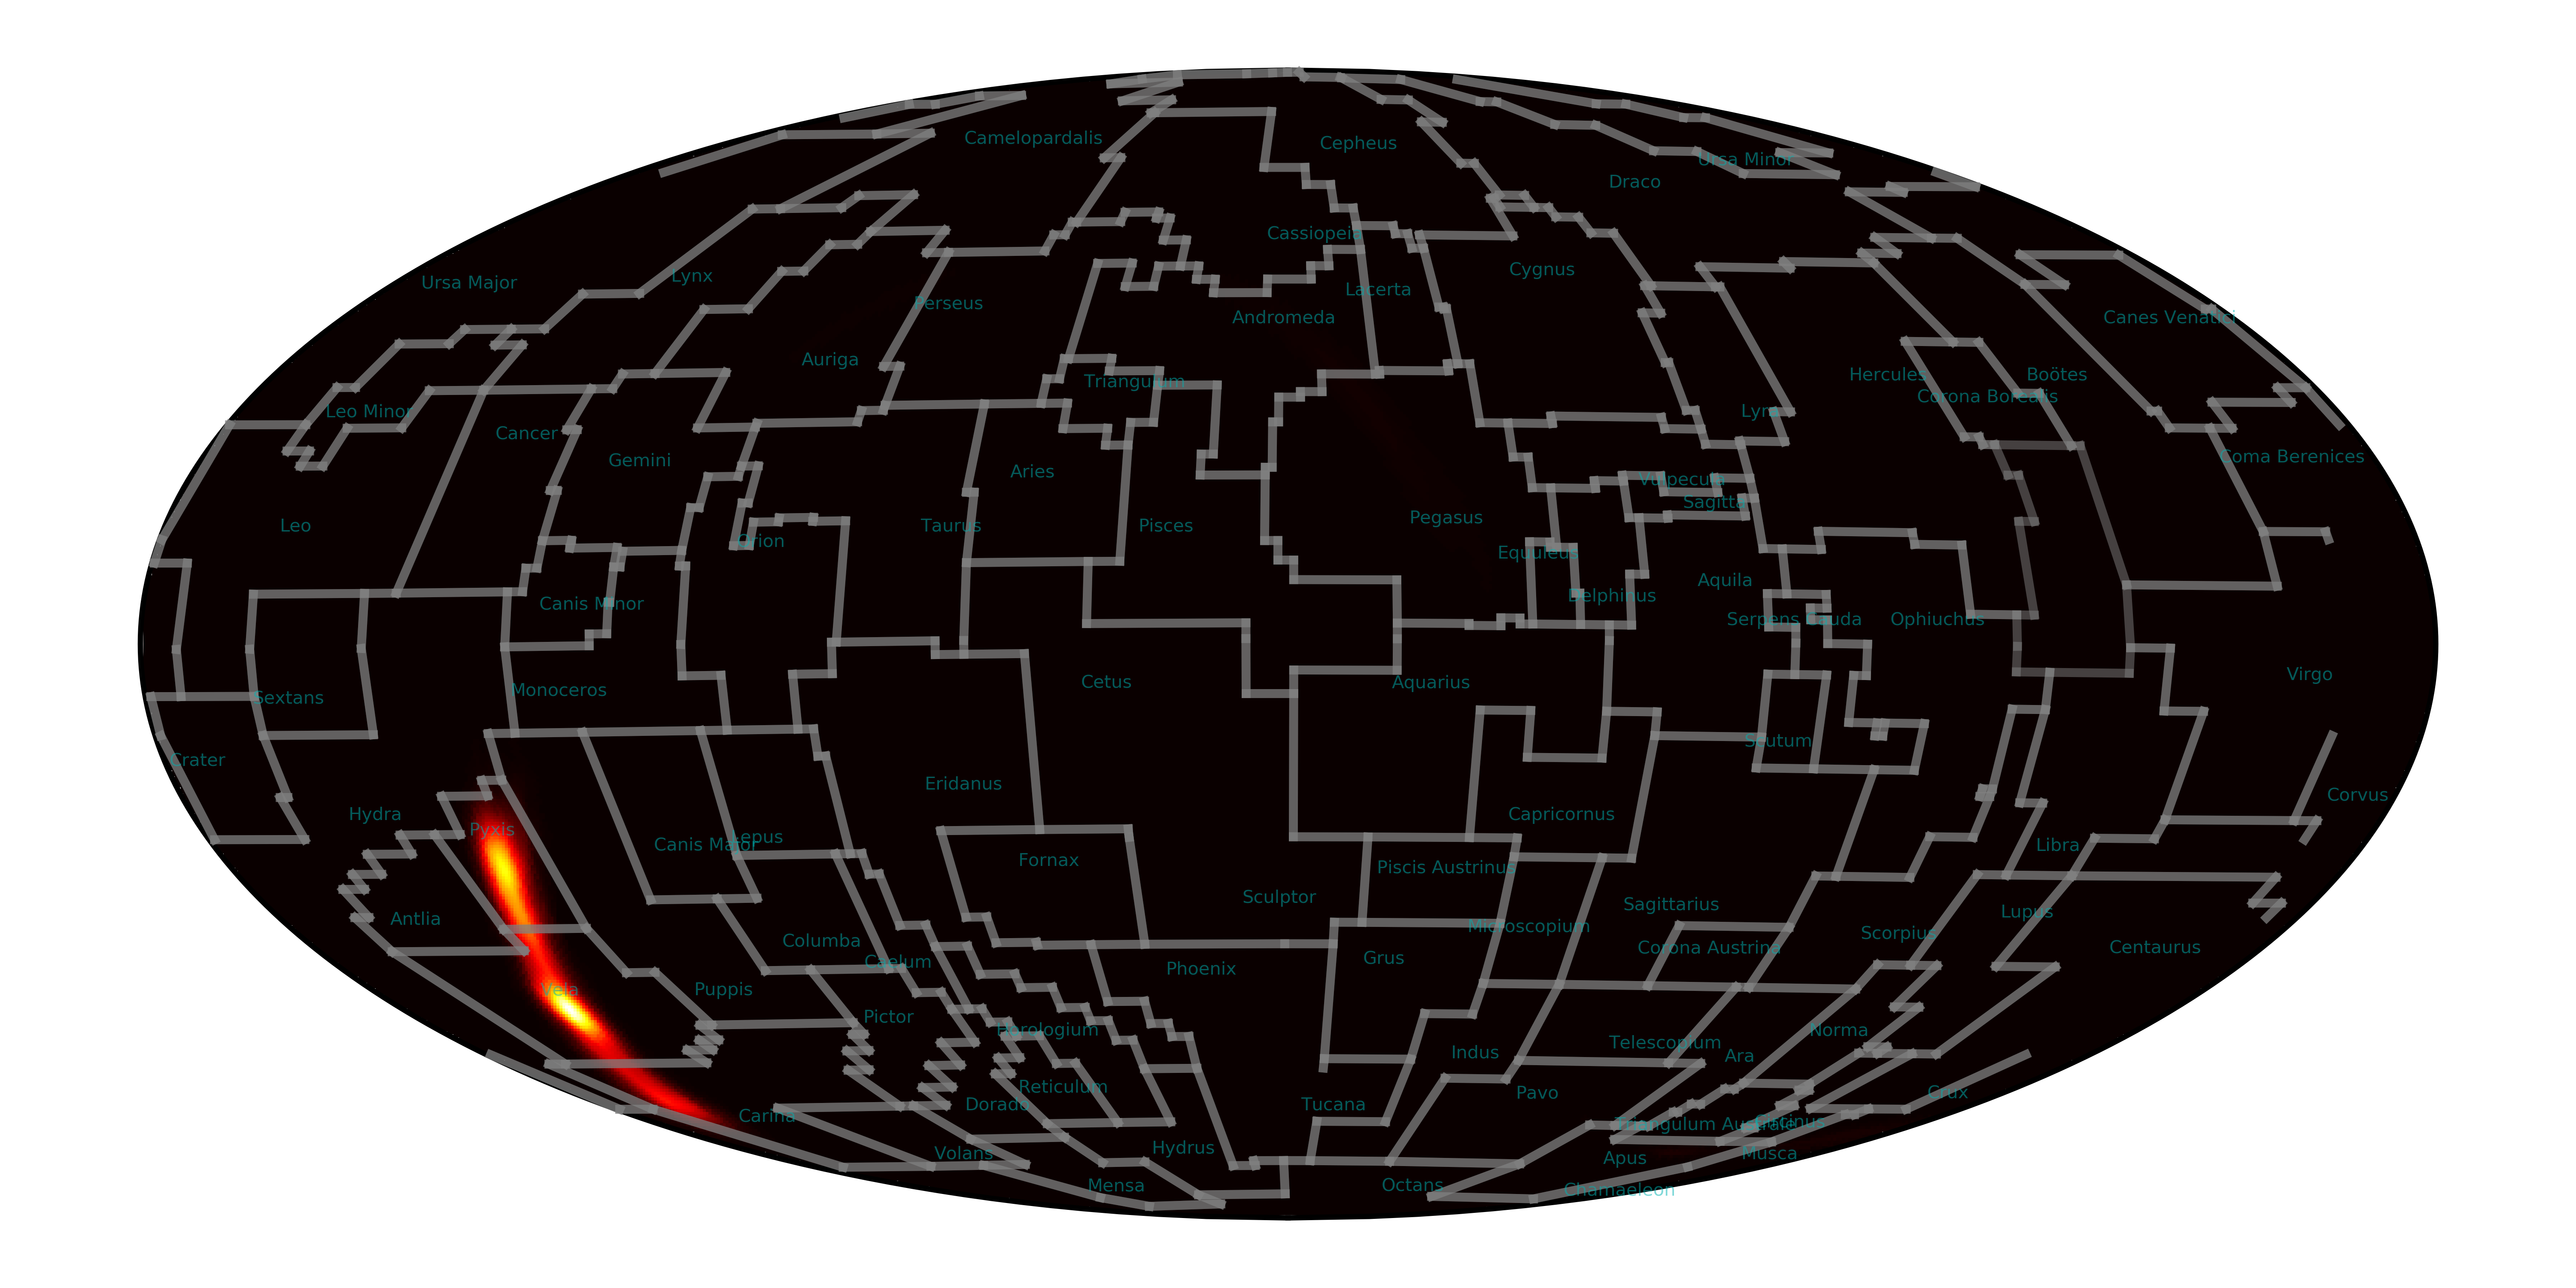 Camelopardalis
Cepheus
Ursa Minor
Draco
Cassiopeia
Cygnus
Lynx
Ursa Major
Lacerta
Perseus
Andromeda
Canes Venatici
Auriga
Hercules
Boötes
Triangulum
Corona Borealis
Leo Minor
Lyra
Cancer
Coma Berenices
Gemini
Aries
Vulpecula
Sagitta
Pegasus
Leo
Taurus
Pisces
Orion
Equuleus
Aquila
Delphinus
Canis Minor
Serpens Cauda
Ophiuchus
Virgo
Cetus
Aquarius
Monoceros
Sextans
Scutum
Crater
Eridanus
Corvus
Hydra
Capricornus
Pyxis
Lepus
Canis Major
Libra
Fornax
Piscis Austrinus
Sculptor
Sagittarius
Lupus
Antlia
Microscopium
Scorpius
Columba
Corona Austrina
Centaurus
Grus
Caelum
Phoenix
Vela
Puppis
Pictor
Horologium
Norma
Telescopium
Indus
Ara
Reticulum
Pavo
Crux
Dorado
Tucana
Carina
Circinus
Triangulum Australe
Hydrus
Volans
Musca
Apus
Mensa
Octans
Chamaeleon